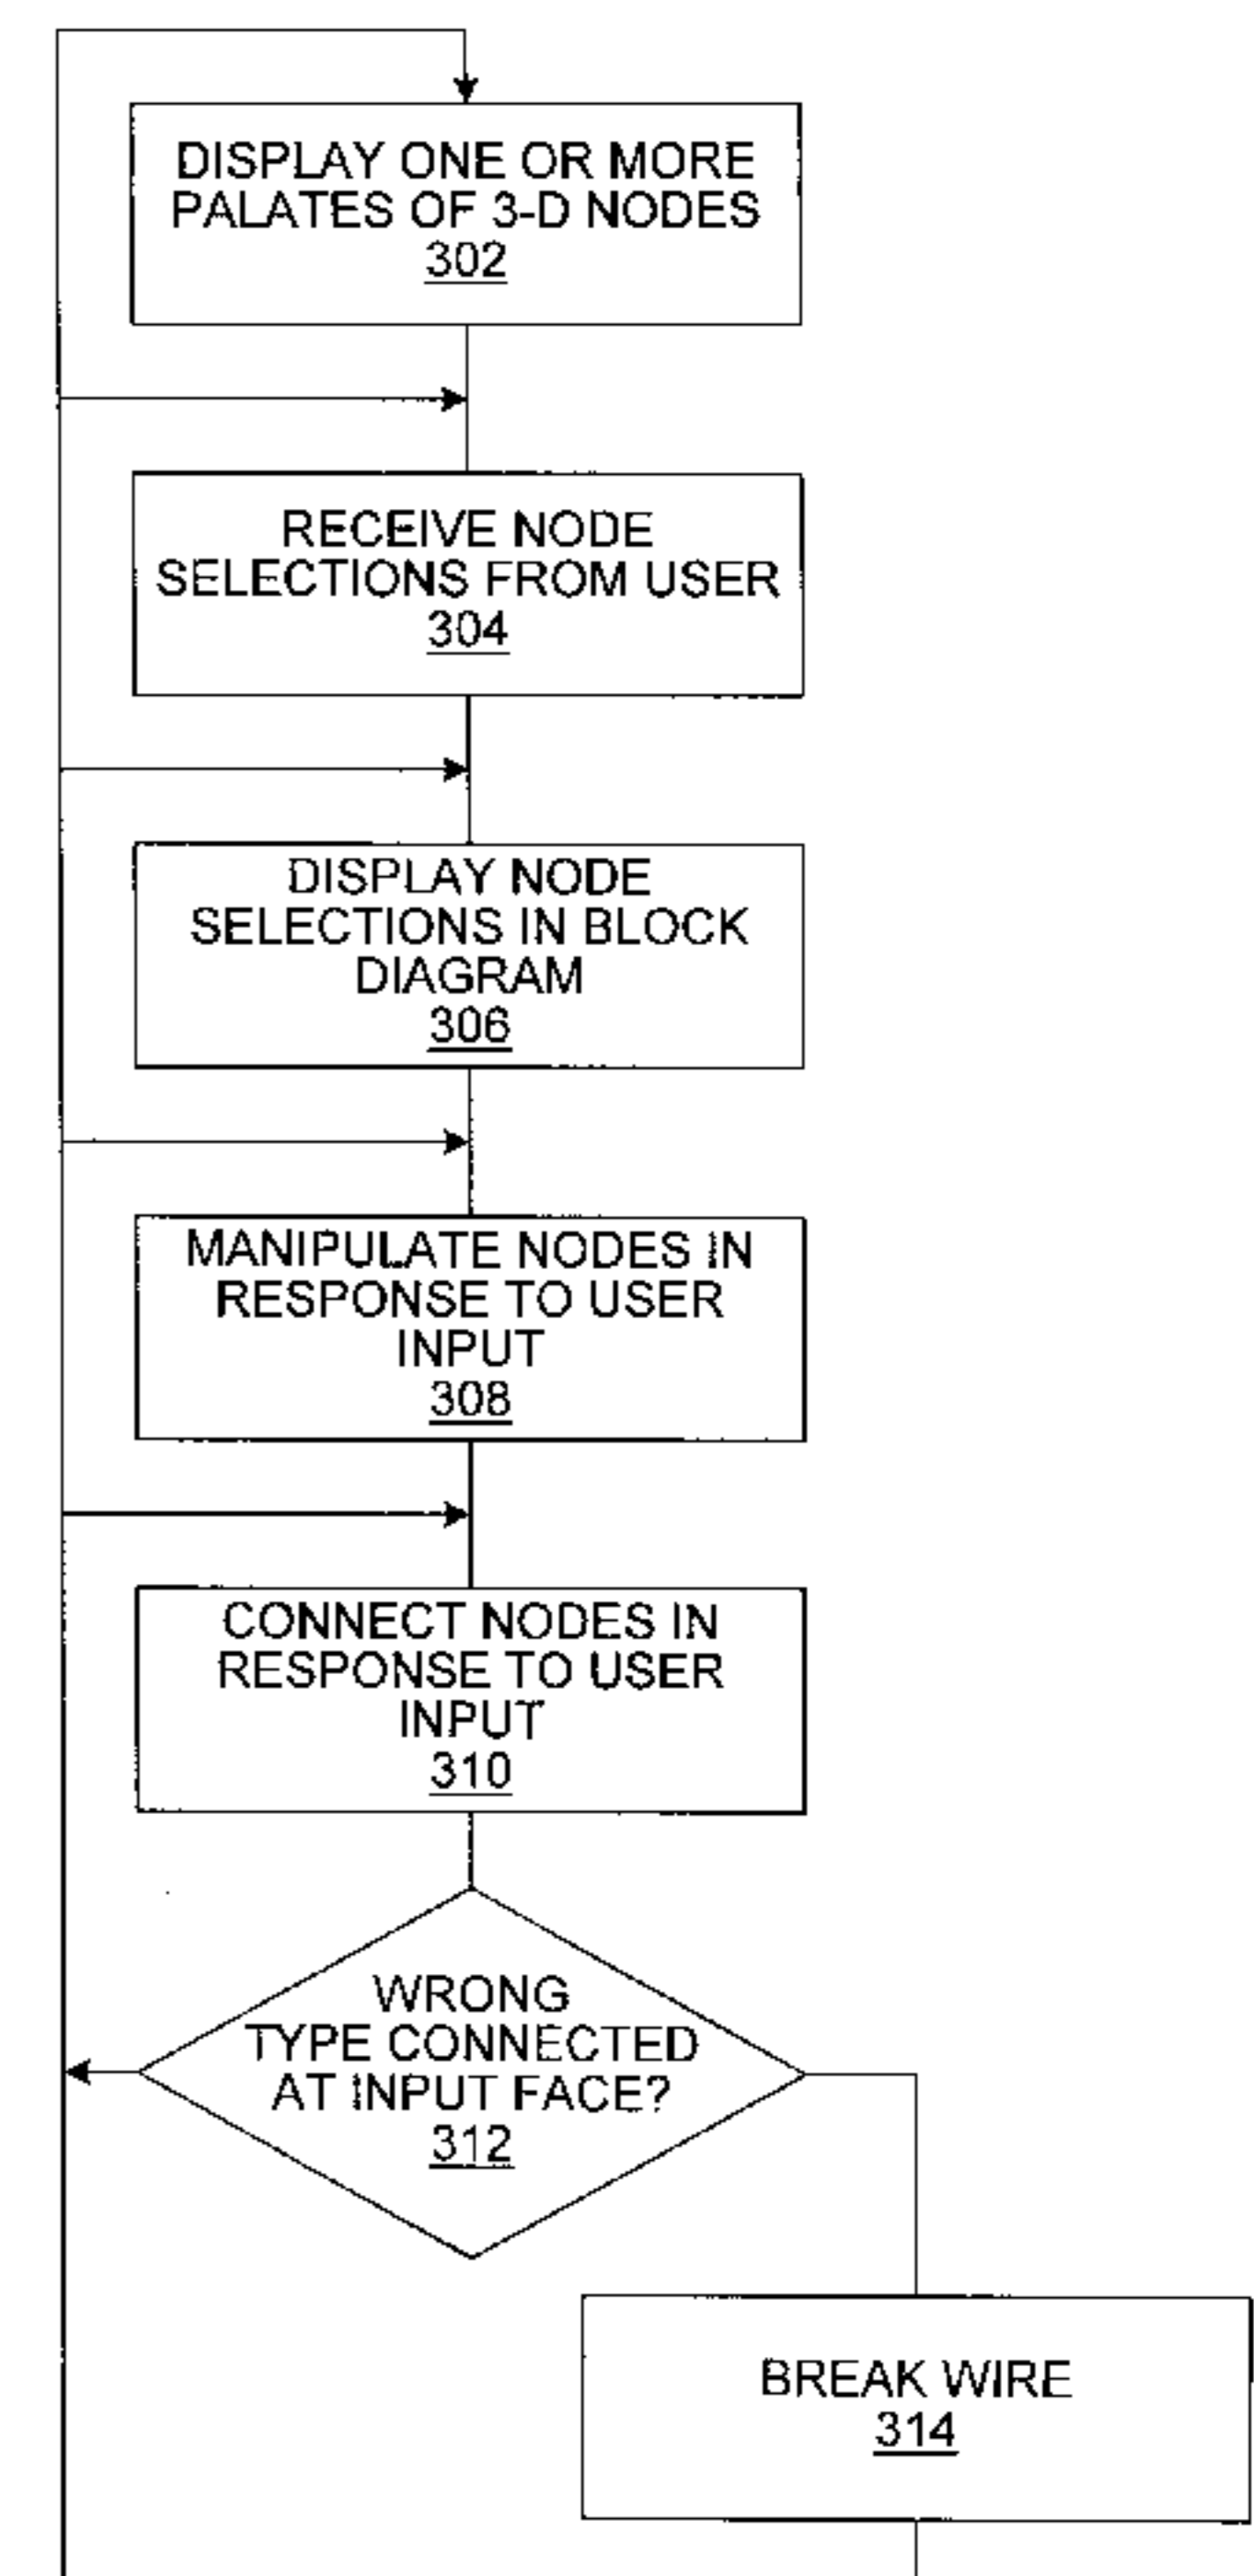 DISPLAY ONE OR MORE
PALATES OF 3-D NODES
302
RECEIVE NODE
SELECTIONS FROM USER
304
DISPLAY NODE
SELECTIONS IN BLOCK
DIAGRAM
306
MANIPULATE NODES IN
RESPONSE TO USER
INPUT
308
CONNECT NODES IN
RESPONSE TO USER
INPUT
310
WRONG
TYPE CONNECTED
AT INPUT FACE?
312
BREAK WIRE
314